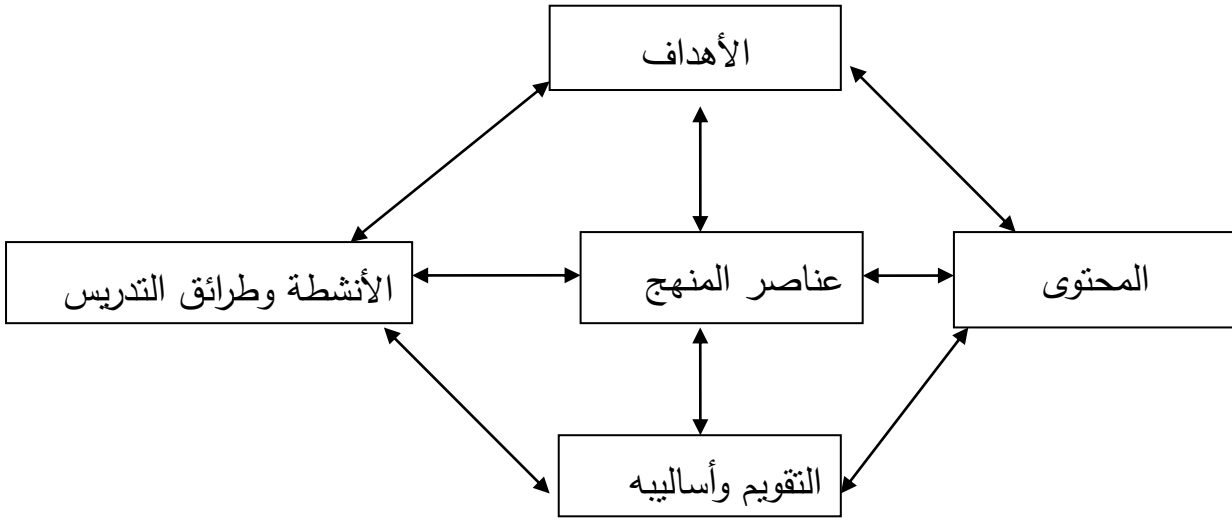 الأهداف
المحتوى
عناصر المنهج
الأنشطة وطرائق التدريس
التقويم وأساليبه